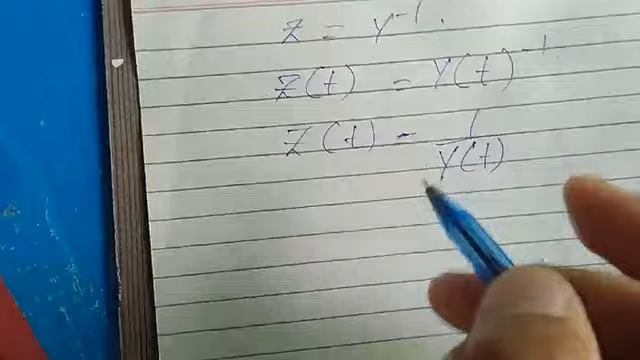 z = y⁻¹.
z(t) = y(t)⁻¹
z(t) = 1/y(t)